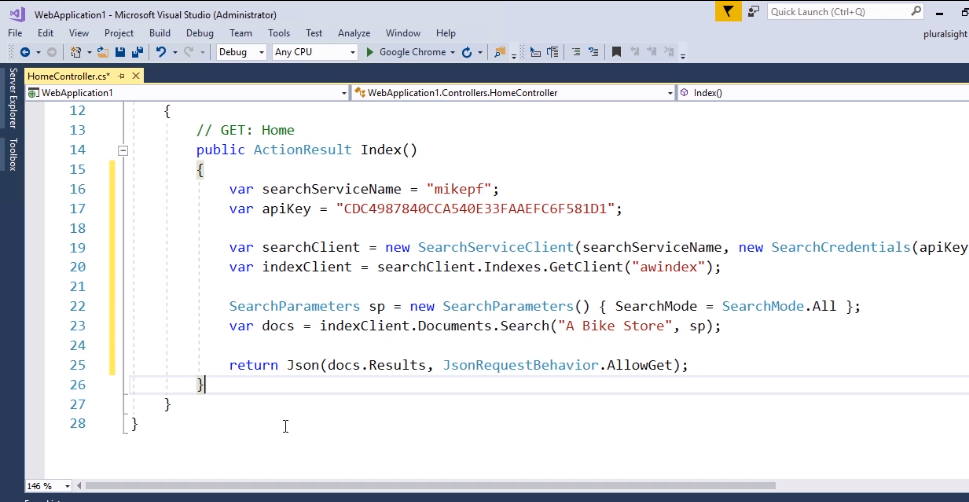 WebApplication1 - Microsoft Visual Studio (Administrator)
Quick Launch (Ctrl+Q)
File Edit View Project Build Debug Team Tools Test Analyze Window Help
pluralsight
Debug Any CPU Google Chrome
HomeController.cs*
WebApplication1 WebApplication1.Controllers.HomeController Index()
Server Explorer
Toolbox
12 {
13 // GET: Home
14 public ActionResult Index()
15 {
16 var searchServiceName = "mikepf";
17 var apiKey = "CDC4987840CCA540E33FAAEFC6F581D1";
18
19 var searchClient = new SearchServiceClient(searchServiceName, new SearchCredentials(apiKey
20 var indexClient = searchClient.Indexes.GetClient("awindex");
21
22 SearchParameters sp = new SearchParameters() { SearchMode = SearchMode.All };
23 var docs = indexClient.Documents.Search("A Bike Store", sp);
24
25 return Json(docs.Results, JsonRequestBehavior.AllowGet);
26 }
27 }
28 }
146 %